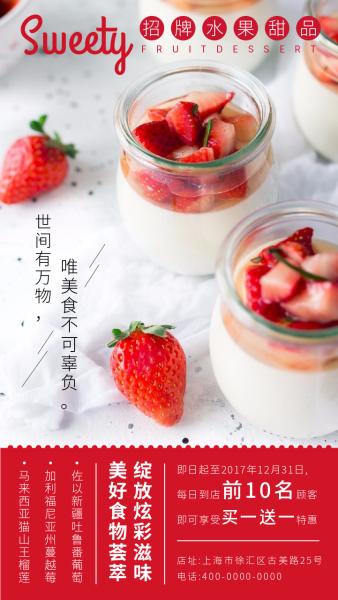 Sweety
招牌水果甜品
FRUITDESSERT
世间有万物，
唯美食不可辜负。
绽放炫彩滋味
美好食物荟萃
•佐以新疆吐鲁番葡萄
•加利福尼亚州蔓越莓
•马来西亚猫山王榴莲
即日起至2017年12月31日,
每日到店前10名顾客
即可享受买一送一特惠
店址:上海市徐汇区古美路25号
电话:400-0000-0000